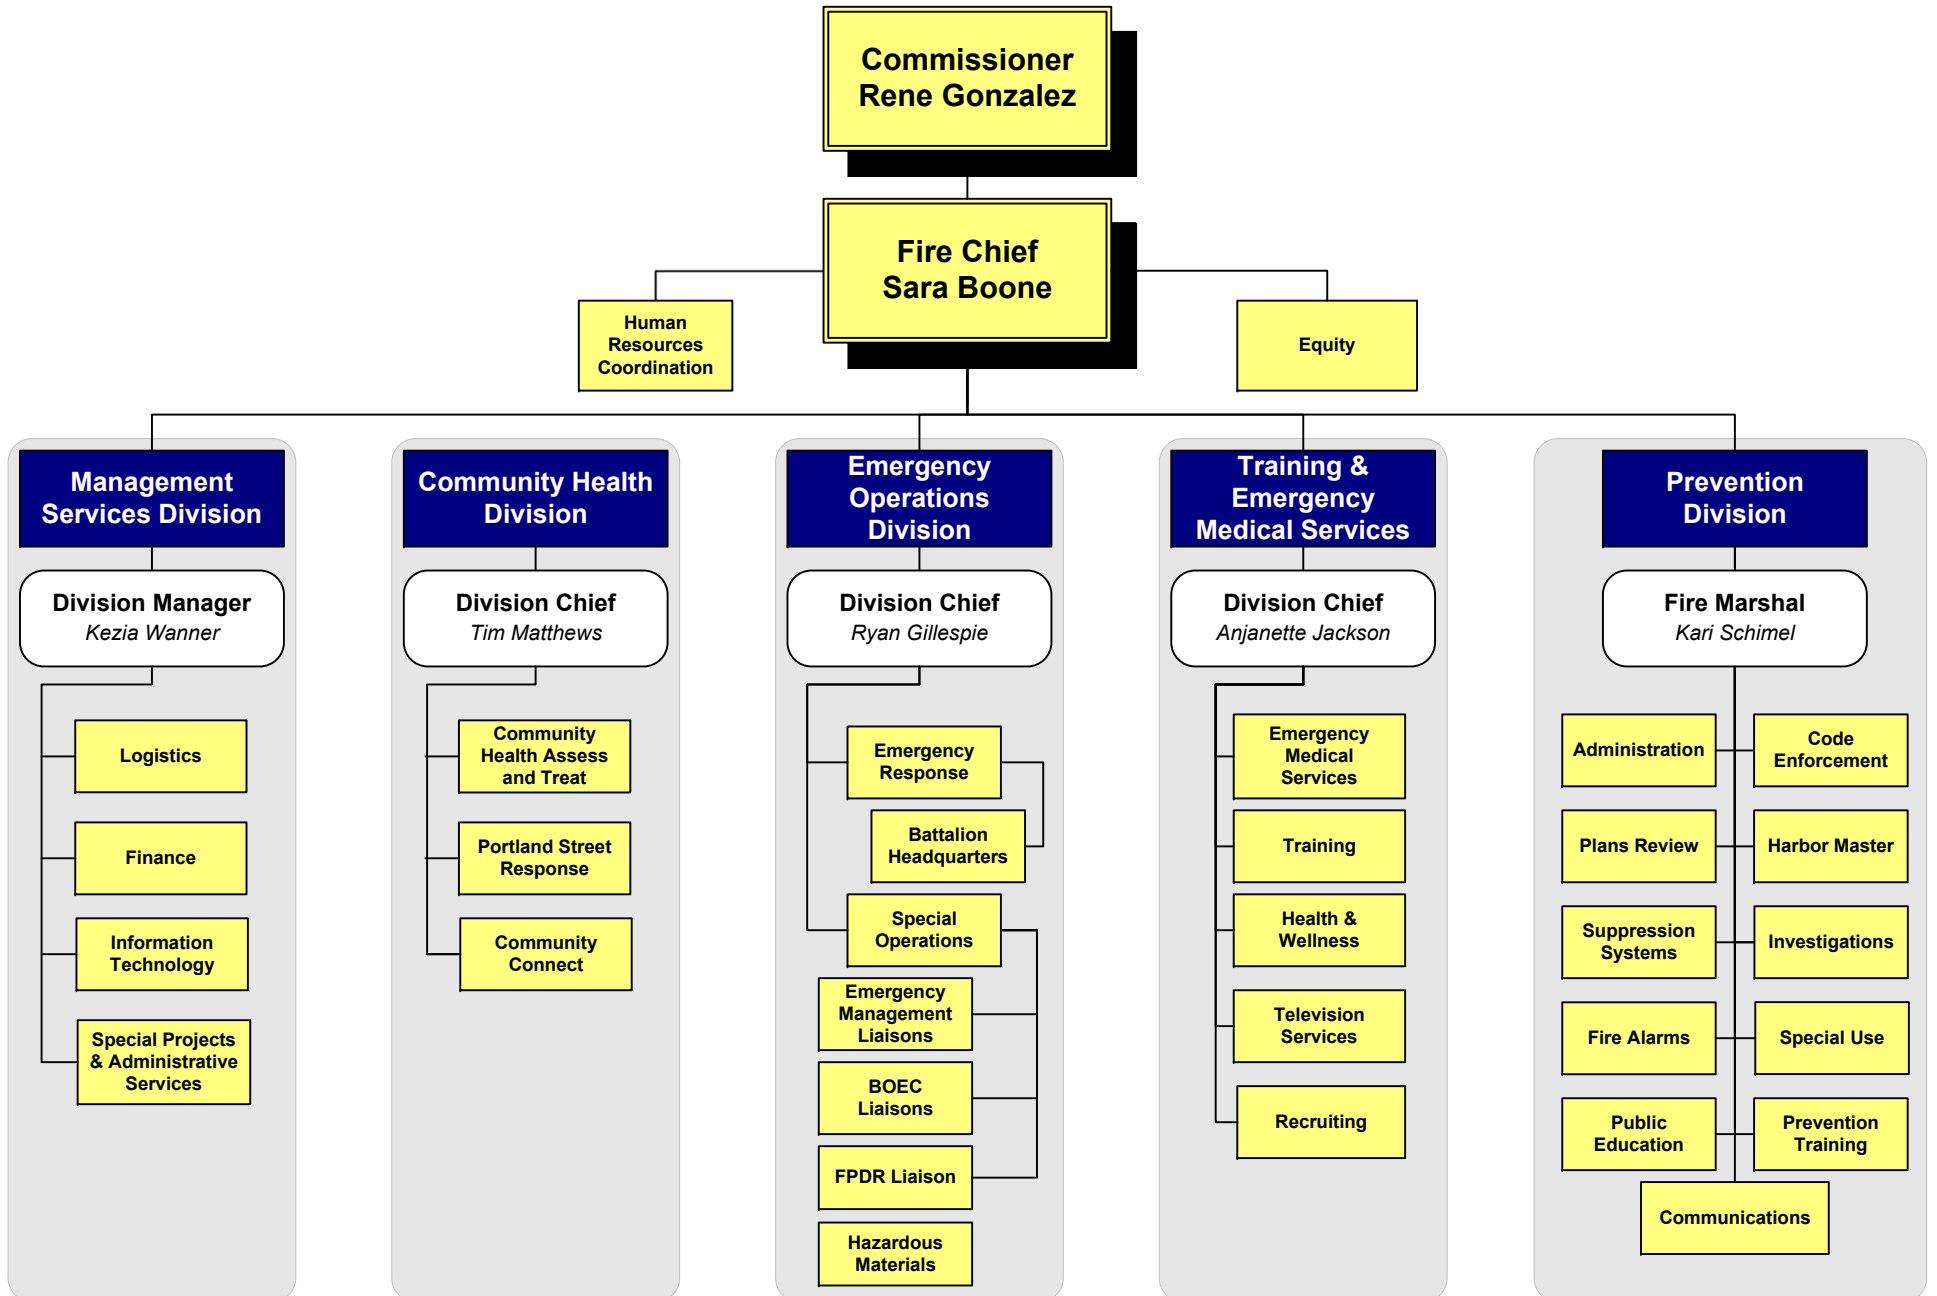 Commissioner
Rene Gonzalez
Fire Chief
Sara Boone
Human
Resources
Coordination
Equity
Management
Services Division
Division Manager
Kezia Wanner
Logistics
Finance
Information
Technology
Special Projects
& Administrative
Services
Community Health
Division
Division Chief
Tim Matthews
Community
Health Assess
and Treat
Portland Street
Response
Community
Connect
Emergency
Operations
Division
Division Chief
Ryan Gillespie
Emergency
Response
Battalion
Headquarters
Special
Operations
Emergency
Management
Liaisons
BOEC
Liaisons
FPDR Liaison
Hazardous
Materials
Training &
Emergency
Medical Services
Division Chief
Anjanette Jackson
Emergency
Medical
Services
Training
Health &
Wellness
Television
Services
Recruiting
Prevention
Division
Fire Marshal
Kari Schimel
Administration
Code
Enforcement
Plans Review
Harbor Master
Suppression
Systems
Investigations
Fire Alarms
Special Use
Public
Education
Prevention
Training
Communications